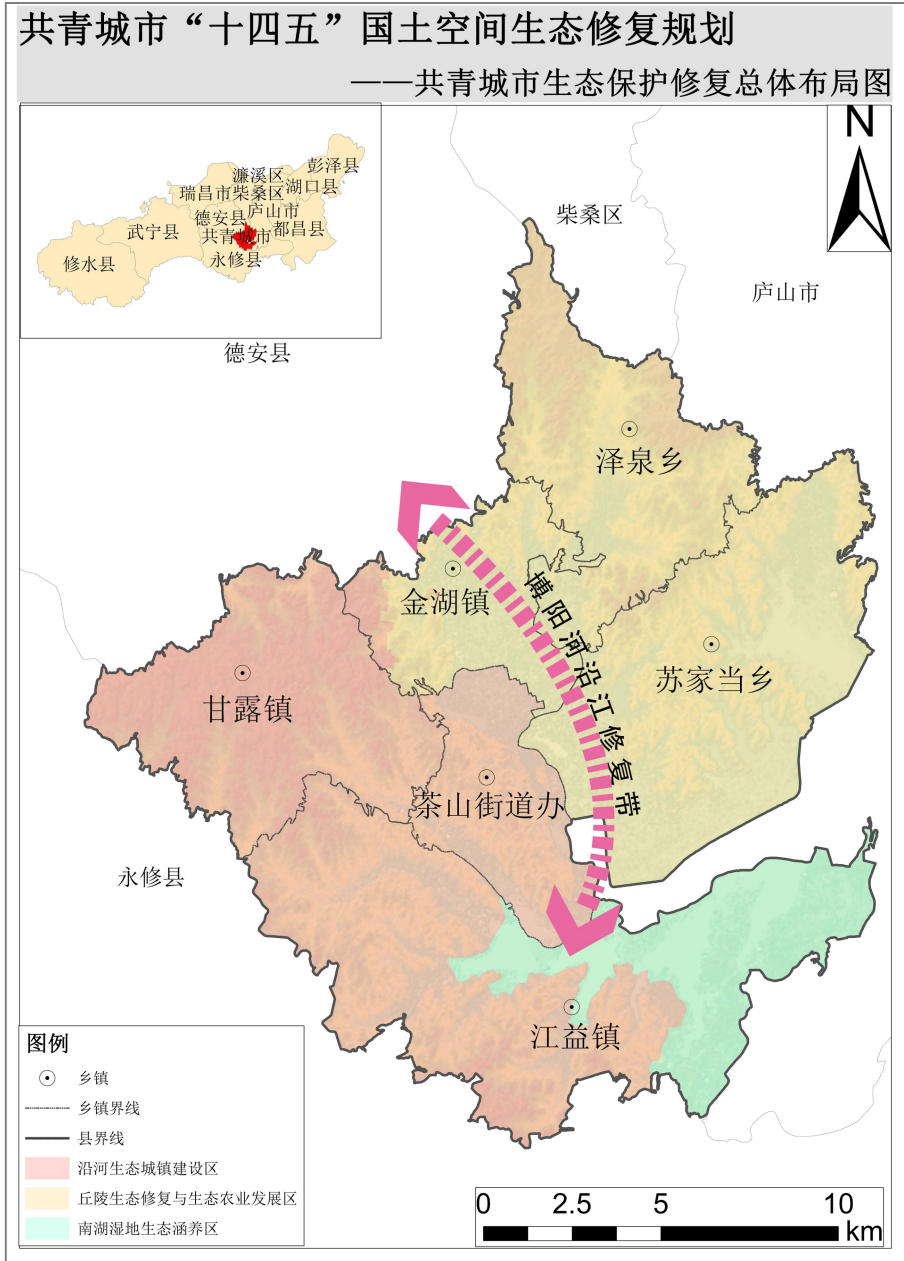 共青城市“十四五”国土空间生态修复规划
——共青城市生态保护修复总体布局图
N
彭泽县
濂溪区
瑞昌市
柴桑区
湖口县
德安县
庐山市
武宁县
共青城市
都昌县
修水县
永修县
柴桑区
庐山市
德安县
泽泉乡
金湖镇
博阳河沿江修复带
苏家当乡
甘露镇
茶山街道办
永修县
江益镇
图例
乡镇
乡镇界线
县界线
沿河生态城镇建设区
丘陵生态修复与生态农业发展区
南湖湿地生态涵养区
0 2.5 5 10
km